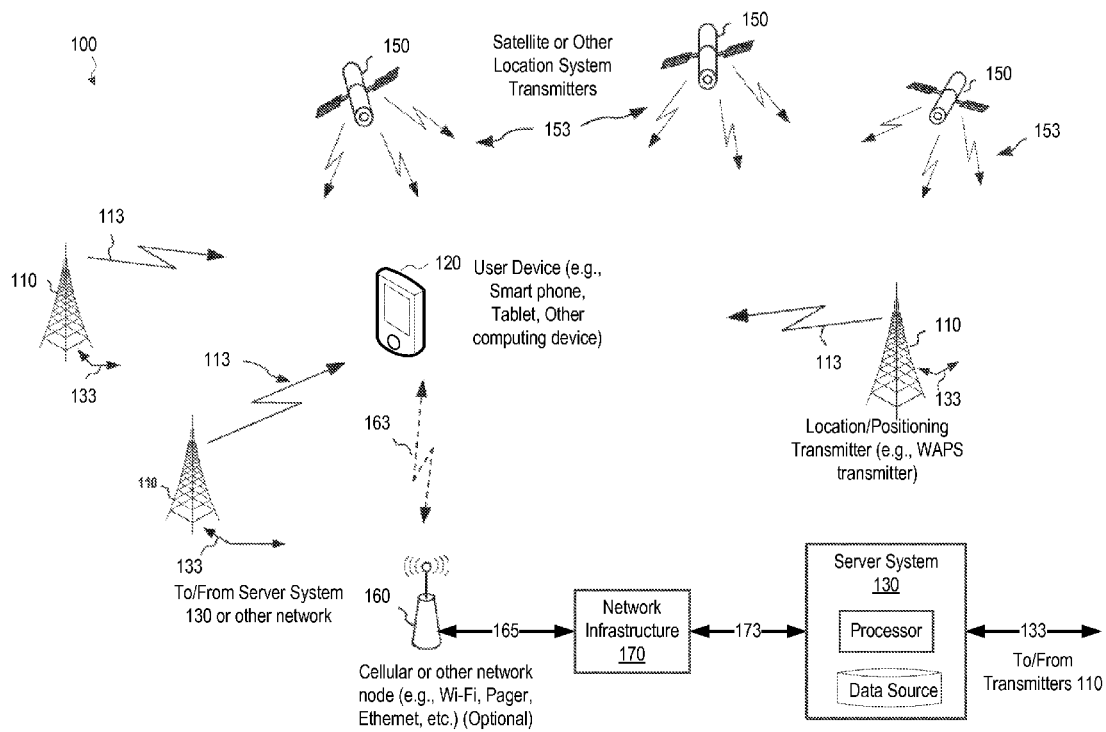 100
150
Satellite or Other
Location System
Transmitters
150
150
153
153
113
110
120
User Device (e.g.,
Smart phone,
Tablet, Other
computing device)
113
133
113
110
133
163
Location/Positioning
Transmitter (e.g., WAPS
transmitter)
110
133
To/From Server System
130 or other network
160
165
Network
Infrastructure
170
173
Server System
130
Processor
Data Source
133
To/From
Transmitters 110
Cellular or other network
node (e.g., Wi-Fi, Pager,
Ethernet, etc.) (Optional)